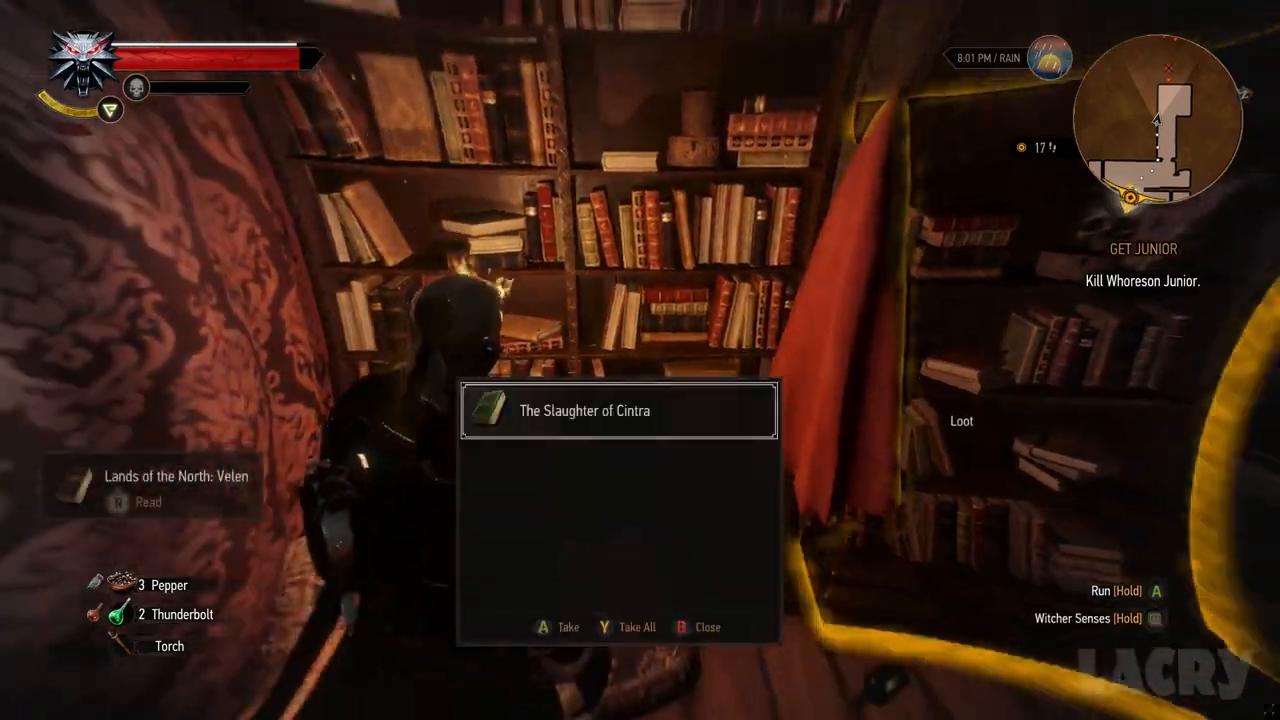 8:01 PM / RAIN
17
GET JUNIOR
Kill Whoreson Junior.
The Slaughter of Cintra
Loot
Lands of the North: Velen
R Read
3 Pepper
2 Thunderbolt
Torch
A Take Y Take All B Close
Run [Hold] A
Witcher Senses [Hold]
LACRY